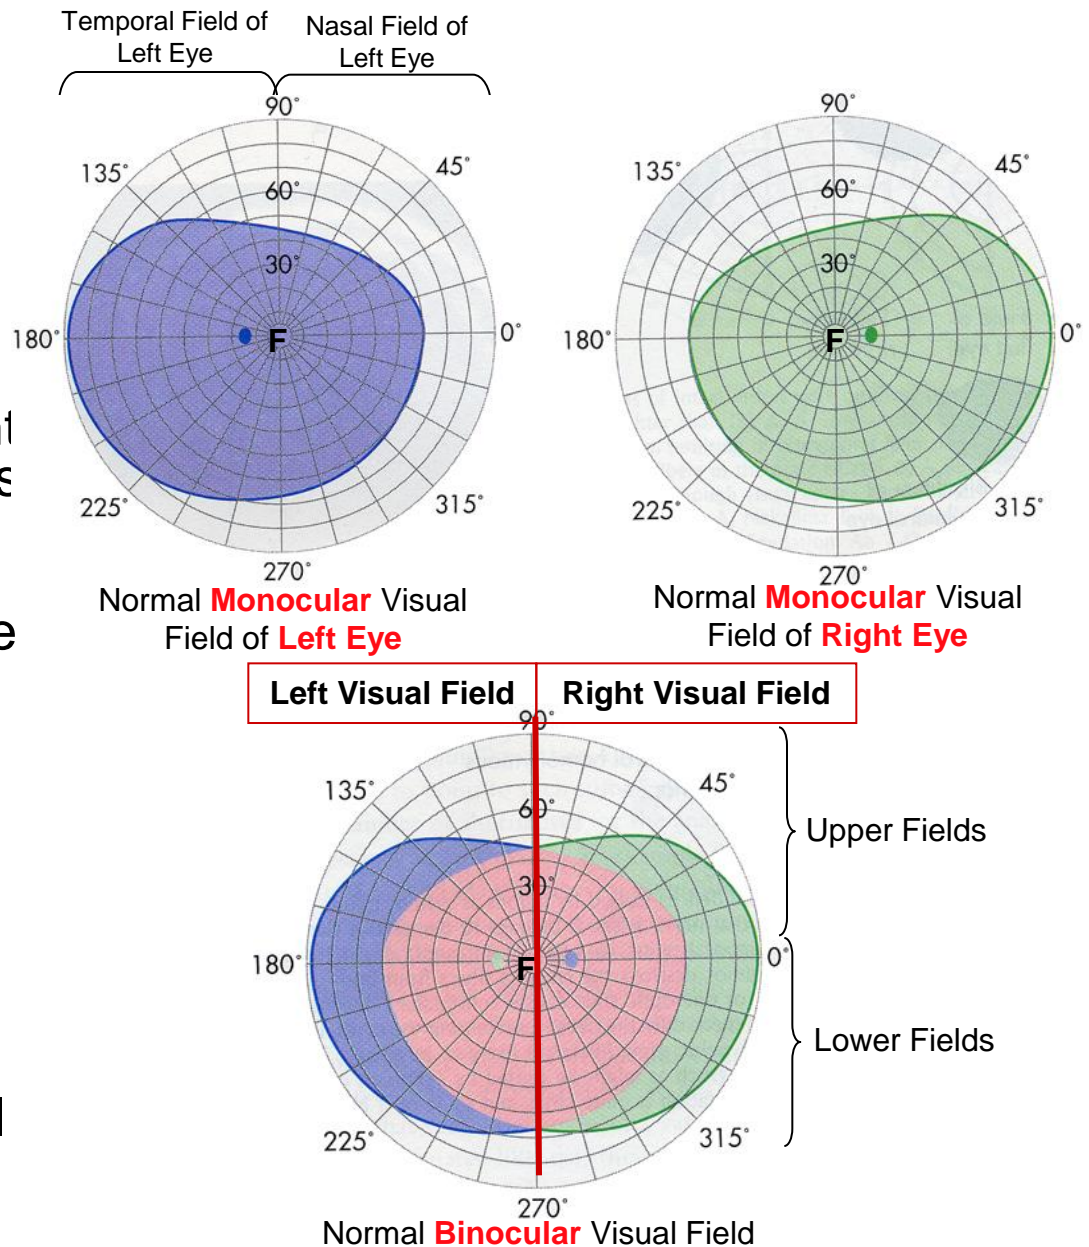 Temporal Field of
Left Eye
Nasal Field of
Left Eye
90°
135°
45°
60°
30°
F
180°
0°
225°
315°
270°
Normal Monocular Visual
Field of Left Eye
90°
135°
45°
60°
30°
F
180°
0°
225°
315°
270°
Normal Monocular Visual
Field of Right Eye
Left Visual Field
Right Visual Field
90°
135°
45°
60°
30°
F
180°
0°
225°
315°
270°
Upper Fields
Lower Fields
Normal Binocular Visual Field